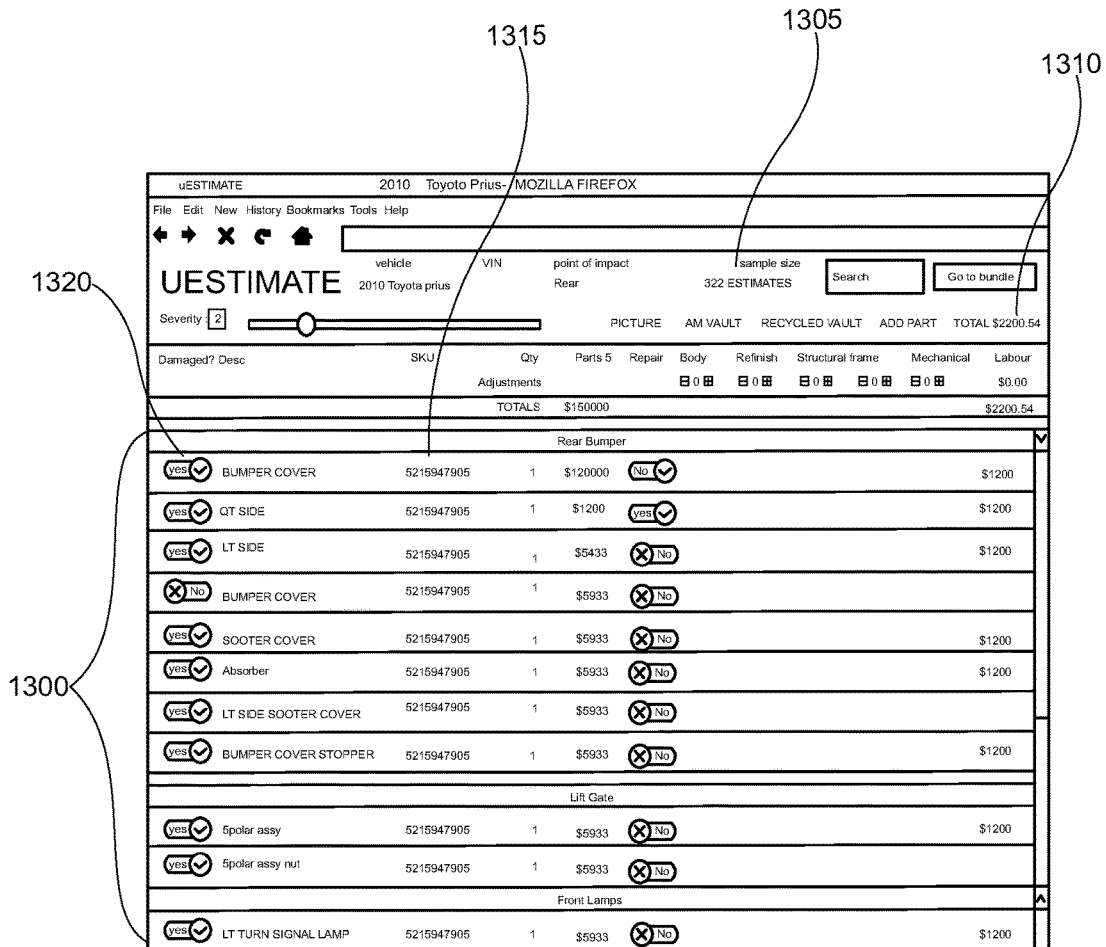 1305
1315
1310
uESTIMATE 2010 Toyoto Prius- MOZILLA FIREFOX
File Edit New History Bookmarks Tools Help
vehicle VIN point of impact sample size
1320 UESTIMATE 2010 Toyota prius Rear 322 ESTIMATES Search Go to bundle
Severity : 2 PICTURE AM VAULT RECYCLED VAULT ADD PART TOTAL $2200.54
Damaged? Desc SKU Qty Parts 5 Repair Body Refinish Structural frame Mechanical Labour
Adjustments 0 0 0 0 0 $0.00
TOTALS $150000 $2200.54
Rear Bumper
yes BUMPER COVER 5215947905 1 $120000 No $1200
yes QT SIDE 5215947905 1 $1200 yes $1200
yes LT SIDE 5215947905 1 $5433 No $1200
No BUMPER COVER 5215947905 1 $5933 No
yes SOOTER COVER 5215947905 1 $5933 No $1200
1300 yes Absorber 5215947905 1 $5933 No $1200
yes LT SIDE SOOTER COVER 5215947905 1 $5933 No
yes BUMPER COVER STOPPER 5215947905 1 $5933 No $1200
Lift Gate
yes 5polar assy 5215947905 1 $5933 No $1200
yes 5polar assy nut 5215947905 1 $5933 No
Front Lamps
yes LT TURN SIGNAL LAMP 5215947905 1 $5933 No $1200